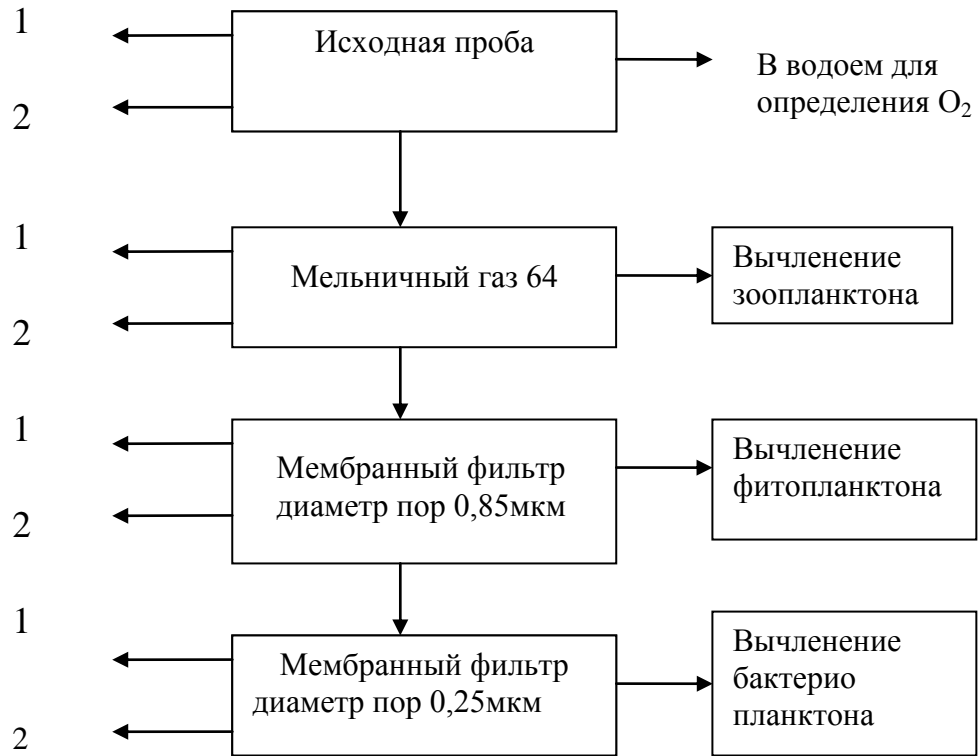 1
Исходная проба
В водоем для
определения O₂
2
1
Мельничный газ 64
Вычленение
зоопланктона
2
1
Мембранный фильтр
диаметр пор 0,85мкм
Вычленение
фитопланктона
2
1
Мембранный фильтр
диаметр пор 0,25мкм
Вычленение
бактерио
планктона
2